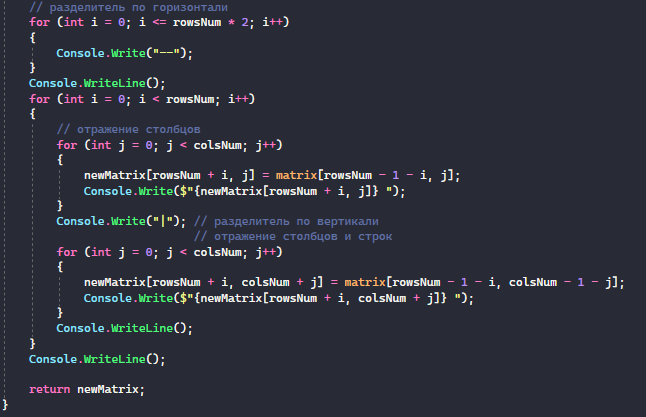 // разделитель по горизонтали
for (int i = 0; i <= rowsNum * 2; i++)
{
Console.Write("——");
}
Console.WriteLine();
for (int i = 0; i < rowsNum; i++)
{
// отражение столбцов
for (int j = 0; j < colsNum; j++)
{
newMatrix[rowsNum + i, j] = matrix[rowsNum - 1 - i, j];
Console.Write($"{newMatrix[rowsNum + i, j]} ");
}
Console.Write("|"); // разделитель по вертикали
// отражение столбцов и строк
for (int j = 0; j < colsNum; j++)
{
newMatrix[rowsNum + i, colsNum + j] = matrix[rowsNum - 1 - i, colsNum - 1 - j];
Console.Write($"{newMatrix[rowsNum + i, colsNum + j]} ");
}
Console.WriteLine();
}
Console.WriteLine();
return newMatrix;
}